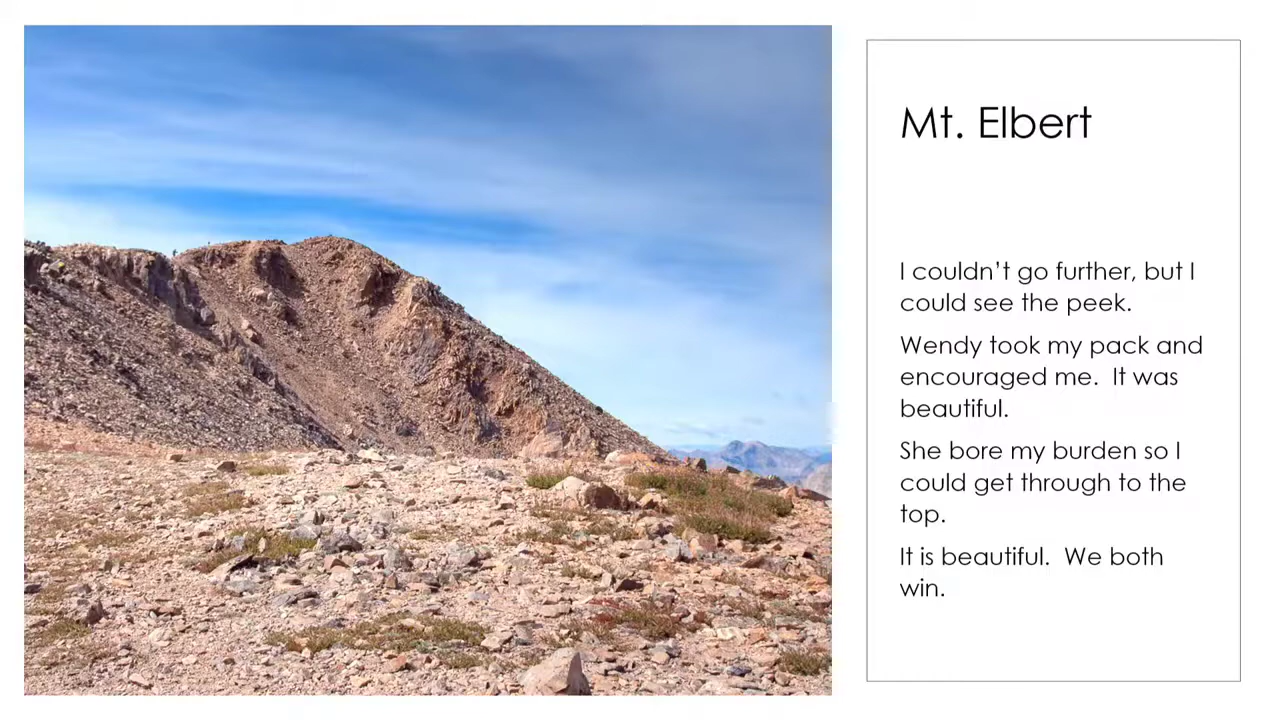 Mt. Elbert
I couldn’t go further, but I
could see the peek.
Wendy took my pack and
encouraged me.  It was
beautiful.
She bore my burden so I
could get through to the
top.
It is beautiful.  We both
win.